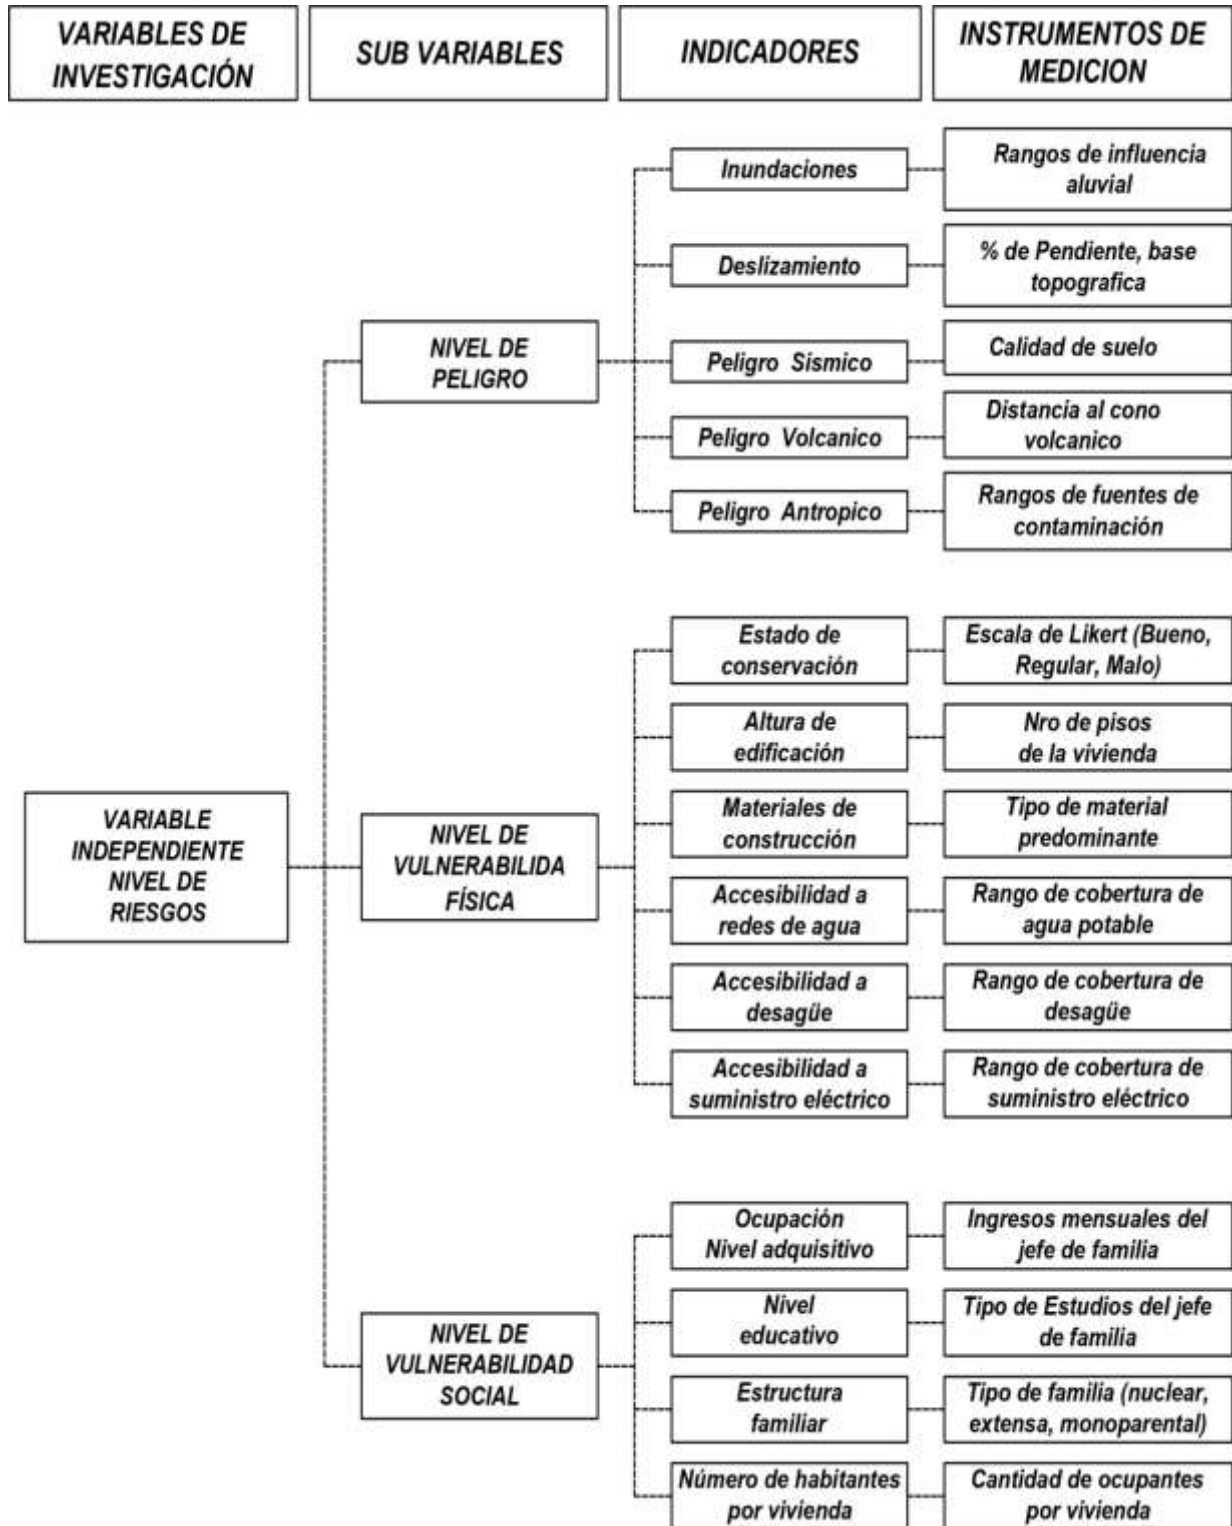 VARIABLES DE
INVESTIGACIÓN
SUB VARIABLES
INDICADORES
INSTRUMENTOS DE
MEDICION
VARIABLE
INDEPENDIENTE
NIVEL DE
RIESGOS
NIVEL DE
PELIGRO
Inundaciones
Rangos de influencia
aluvial
Deslizamiento
% de Pendiente, base
topografica
Peligro Sísmico
Calidad de suelo
Peligro Volcanico
Distancia al cono
volcanico
Peligro Antropico
Rangos de fuentes de
contaminación
NIVEL DE
VULNERABILIDA
FÍSICA
Estado de
conservación
Escala de Likert (Bueno,
Regular, Malo)
Altura de
edificación
Nro de pisos
de la vivienda
Materiales de
construcción
Tipo de material
predominante
Accesibilidad a
redes de agua
Rango de cobertura de
agua potable
Accesibilidad a
desagüe
Rango de cobertura de
desagüe
Accesibilidad a
suministro eléctrico
Rango de cobertura de
suministro eléctrico
NIVEL DE
VULNERABILIDAD
SOCIAL
Ocupación
Nivel adquisitivo
Ingresos mensuales del
jefe de familia
Nivel
educativo
Tipo de Estudios del jefe
de familia
Estructura
familiar
Tipo de familia (nuclear,
extensa, monoparental)
Número de habitantes
por vivienda
Cantidad de ocupantes
por vivienda